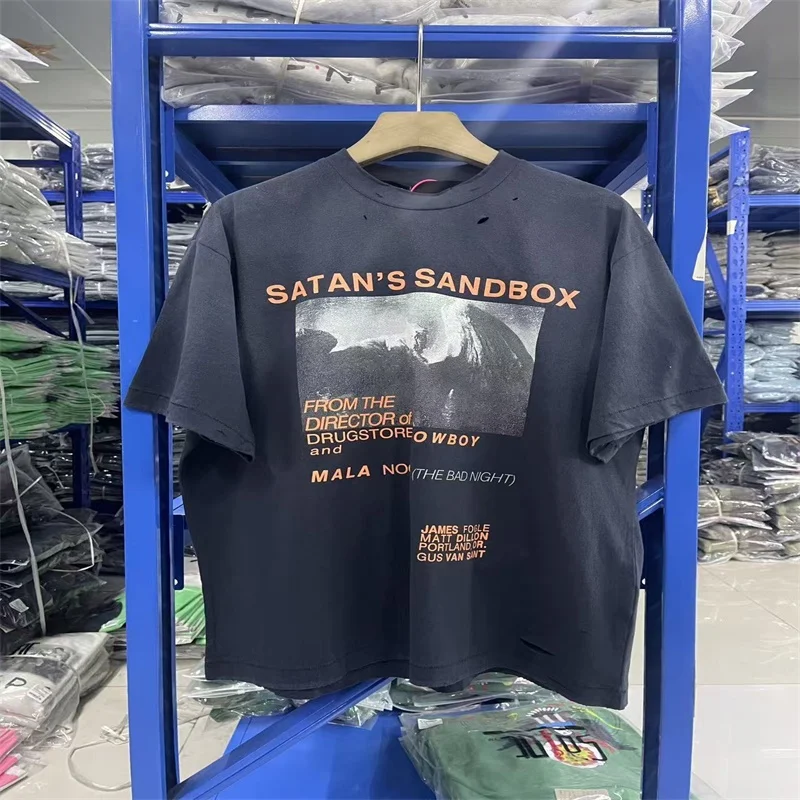 SATAN'S SANDBOX
FROM THE
DIRECTOR of
DRUGSTORE OWBOY
and
MALA NO (THE BAD NIGHT)
JAMES FOGLE
MATT DILLON
PORTLAND, OR.
GUS VAN SANT